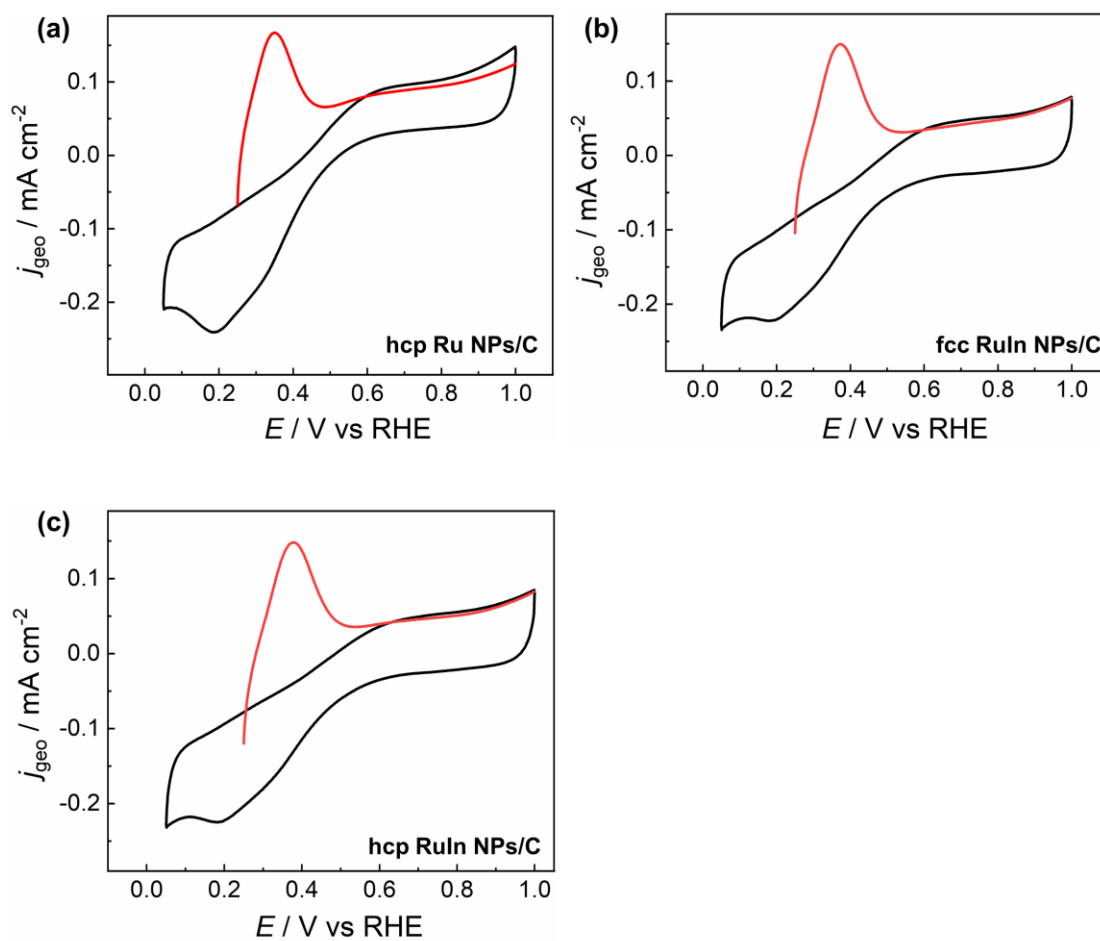 (a)
0.1
0.0
-0.1
-0.2
j_geo / mA cm⁻²
0.0 0.2 0.4 0.6 0.8 1.0
E / V vs RHE
hcp Ru NPs/C
(b)
0.1
0.0
-0.1
-0.2
j_geo / mA cm⁻²
0.0 0.2 0.4 0.6 0.8 1.0
E / V vs RHE
fcc RuIn NPs/C
(c)
0.1
0.0
-0.1
-0.2
j_geo / mA cm⁻²
0.0 0.2 0.4 0.6 0.8 1.0
E / V vs RHE
hcp RuIn NPs/C